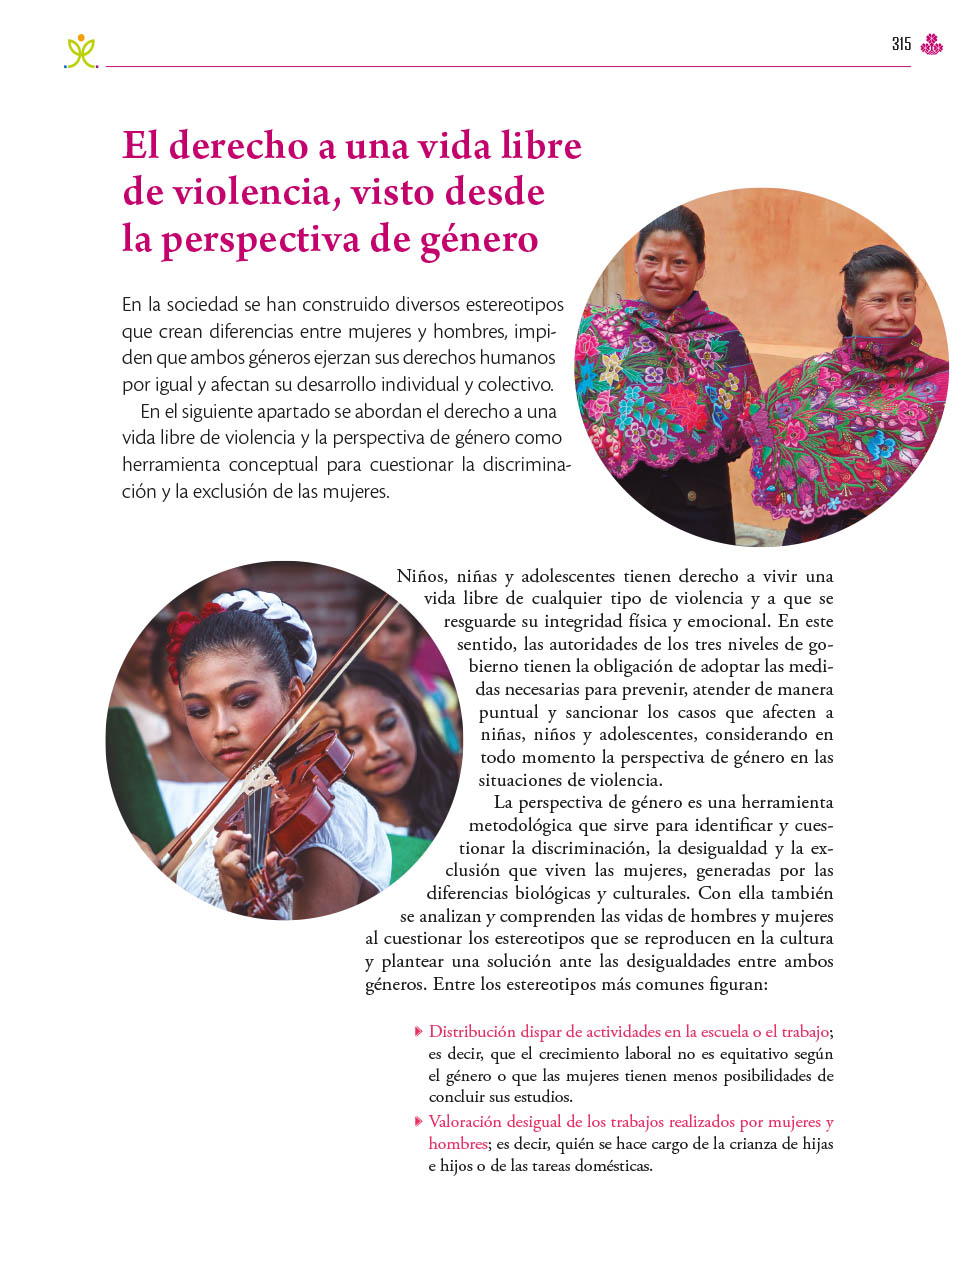 315
El derecho a una vida libre
de violencia, visto desde
la perspectiva de género
En la sociedad se han construido diversos estereotipos
que crean diferencias entre mujeres y hombres, impi-
den que ambos géneros ejerzan sus derechos humanos
por igual y afectan su desarrollo individual y colectivo.
En el siguiente apartado se abordan el derecho a una
vida libre de violencia y la perspectiva de género como
herramienta conceptual para cuestionar la discrimina-
ción y la exclusión de las mujeres.
Niños, niñas y adolescentes tienen derecho a vivir una
vida libre de cualquier tipo de violencia y a que se
resguarde su integridad física y emocional. En este
sentido, las autoridades de los tres niveles de go-
bierno tienen la obligación de adoptar las medi-
das necesarias para prevenir, atender de manera
puntual y sancionar los casos que afecten a
niñas, niños y adolescentes, considerando en
todo momento la perspectiva de género en las
situaciones de violencia.
La perspectiva de género es una herramienta
metodológica que sirve para identificar y cues-
tionar la discriminación, la desigualdad y la ex-
clusión que viven las mujeres, generadas por las
diferencias biológicas y culturales. Con ella también
se analizan y comprenden las vidas de hombres y mujeres
al cuestionar los estereotipos que se reproducen en la cultura
y plantear una solución ante las desigualdades entre ambos
géneros. Entre los estereotipos más comunes figuran:
Distribución dispar de actividades en la escuela o el trabajo;
es decir, que el crecimiento laboral no es equitativo según
el género o que las mujeres tienen menos posibilidades de
concluir sus estudios.
Valoración desigual de los trabajos realizados por mujeres y
hombres; es decir, quién se hace cargo de la crianza de hijas
e hijos o de las tareas domésticas.